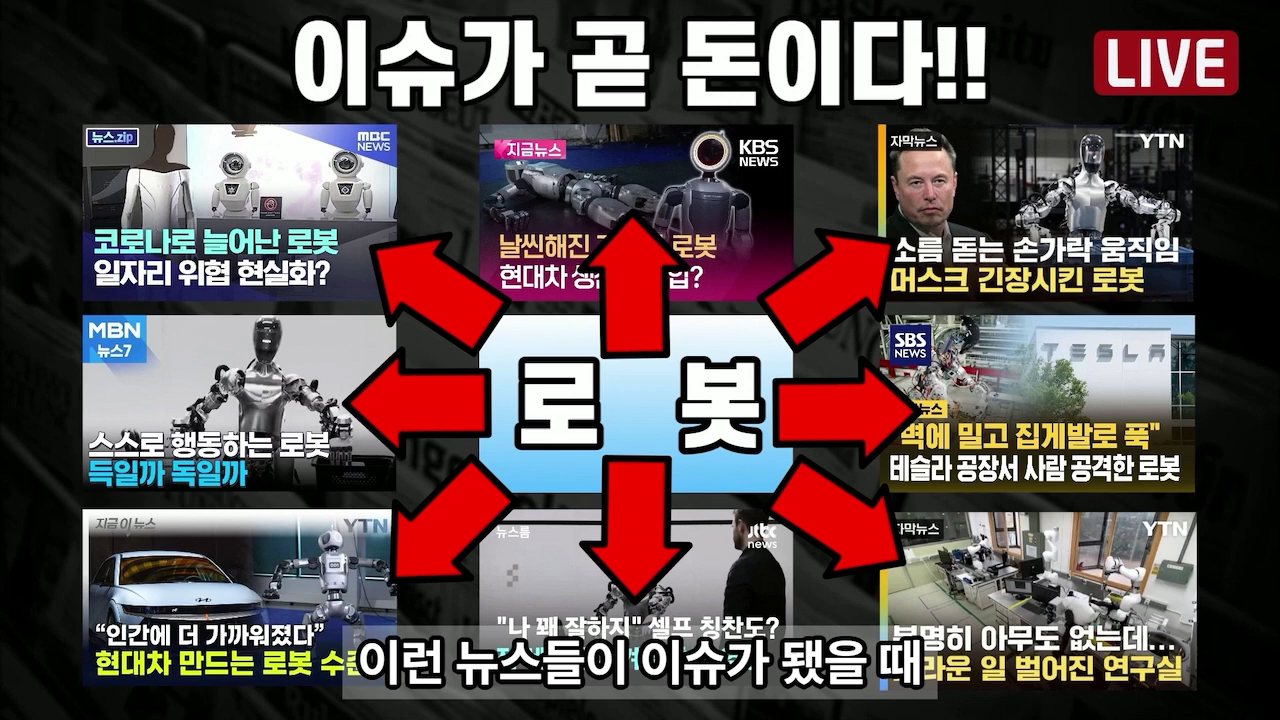 이슈가 곧 돈이다!!
LIVE
뉴스.zip
MBC
NEWS
코로나로 늘어난 로봇
일자리 위협 현실화?
지금뉴스
KBS
NEWS
날씬해진 로봇
현대차
자막뉴스
YTN
소름 돋는 손가락 움직임
머스크 긴장시킨 로봇
MBN
뉴스7
스스로 행동하는 로봇
득일까 독일까
로 봇
SBS
NEWS
TESLA
뉴스
벽에 밀고 집게발로 푹"
테슬라 공장서 사람 공격한 로봇
지금 이 뉴스
YTN
"인간에 더 가까워졌다"
현대차 만드는 로봇
뉴스룸
jtbc
news
"나 꽤 잘하지" 셀프 칭찬도?
자막뉴스
YTN
분명히 아무도 없는데...
일 벌어진 연구실
이런 뉴스들이 이슈가 됐을 때